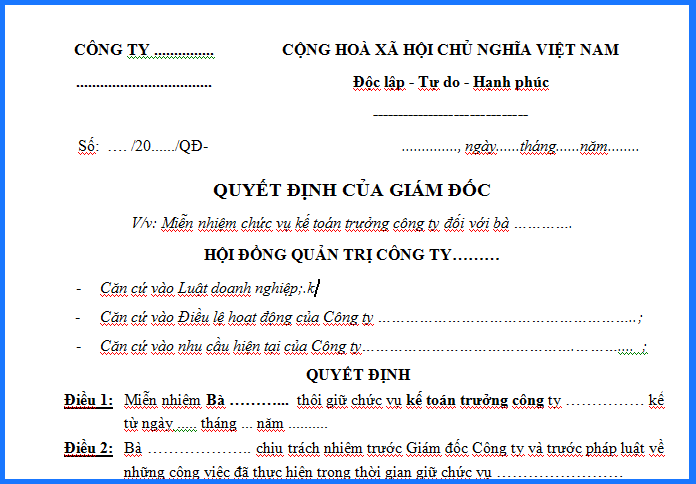 CÔNG TY ............... CỘNG HOÀ XÃ HỘI CHỦ NGHĨA VIỆT NAM
.................................. Độc lập - Tự do - Hạnh phúc
-------------------------------
Số: …. /20....../QĐ- .............., ngày......tháng......năm........
QUYẾT ĐỊNH CỦA GIÁM ĐỐC
V/v: Miễn nhiệm chức vụ kế toán trưởng công ty đối với bà ………….
HỘI ĐỒNG QUẢN TRỊ CÔNG TY………
- Căn cứ vào Luật doanh nghiệp;.k
- Căn cứ vào Điều lệ hoạt động của Công ty …………………………………………..;
- Căn cứ vào nhu cầu hiện tại của Công ty………………………………….…………..;
QUYẾT ĐỊNH
Điều 1: Miễn nhiệm Bà ………... thôi giữ chức vụ kế toán trưởng công ty …………… kế
từ ngày ..... tháng ... năm ..........
Điều 2: Bà …………………. chịu trách nhiệm trước Giám đốc Công ty và trước pháp luật về
những công việc đã thực hiện trong thời gian giữ chức vụ ……………………